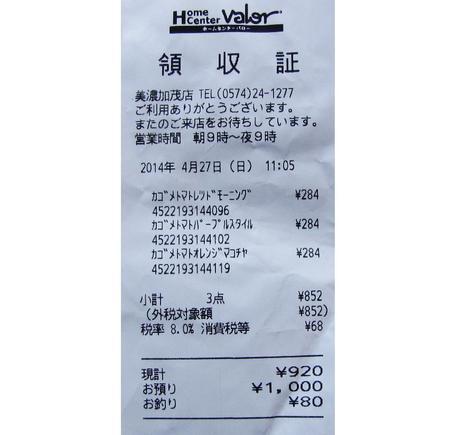 Home Center Valor
ホームセンターバロー
領収証
美濃加茂店 TEL(0574)24-1277
ご利用ありがとうございます。
またのご来店をお待ちしています。
営業時間 朝9時～夜9時
2014年 4月27日(日) 11:05
ｶｺﾞﾒﾄﾏﾄﾚﾂﾄﾞﾓｰﾆﾝｸﾞ ¥284
4522193144096
ｶｺﾞﾒﾄﾏﾄﾊﾟｰﾌﾟﾙｽﾀｲﾙ ¥284
4522193144102
ｶｺﾞﾒﾄﾏﾄｵﾚﾝｼﾞﾏｺﾁﾔ ¥284
4522193144119
小計 3点 ¥852
(外税対象額 ¥852)
税率 8.0% 消費税等 ¥68
現計 ¥920
お預り ¥1,000
お釣り ¥80